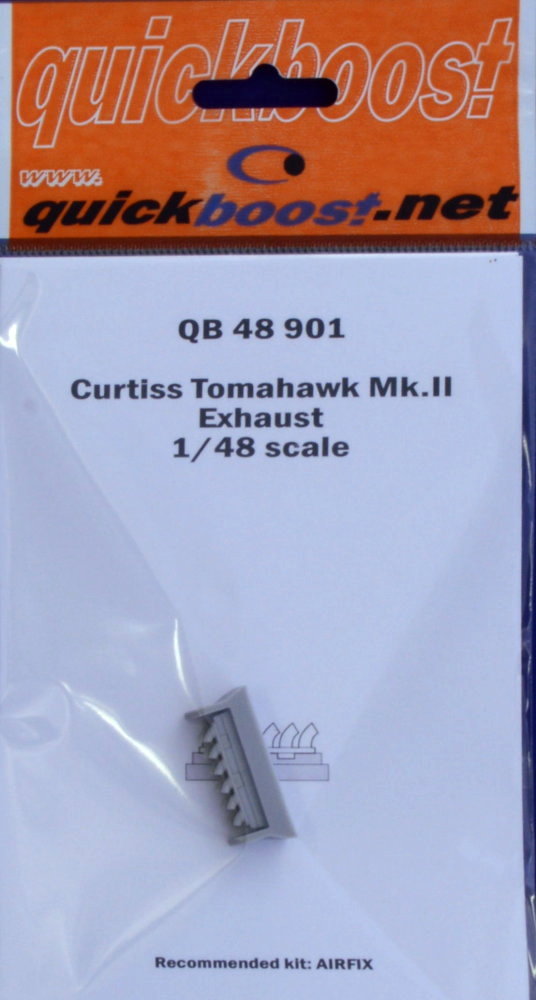 quickboost
www.
quickboost.net
QB 48 901
Curtiss Tomahawk Mk.II
Exhaust
1/48 scale
Recommended kit: AIRFIX